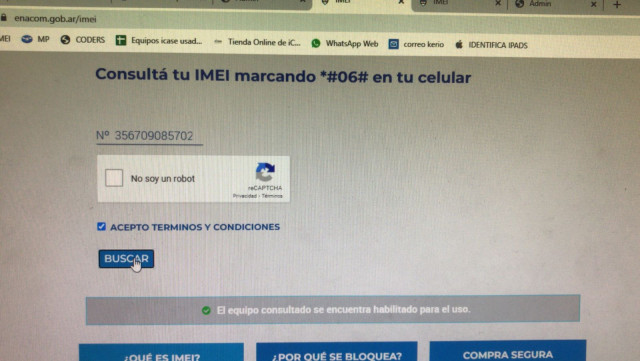 IMEI
Admin
enacom.gob.ar/imei
MEI MP CODERS Equipos icase usad... Tienda Online de iC... WhatsApp Web correo kerio IDENTIFICA IPADS
Consultá tu IMEI marcando *#06# en tu celular
Nº 356709085702
No soy un robot
reCAPTCHA
Privacidad - Términos
ACEPTO TERMINOS Y CONDICIONES
BUSCAR
El equipo consultado se encuentra habilitado para el uso.
¿QUÉ ES IMEI? ¿POR QUÉ SE BLOQUEA? COMPRA SEGURA